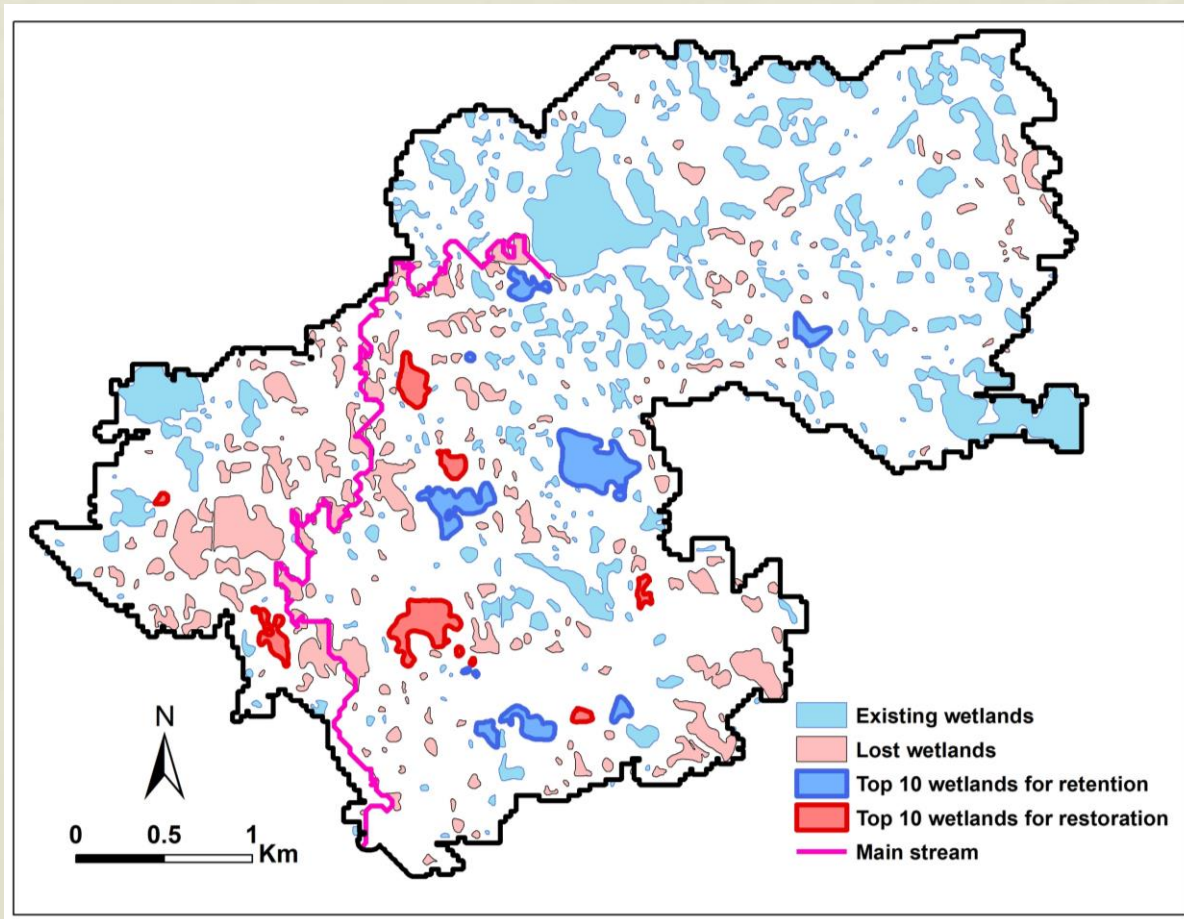 N
0 0.5 1
Km
Existing wetlands
Lost wetlands
Top 10 wetlands for retention
Top 10 wetlands for restoration
Main stream